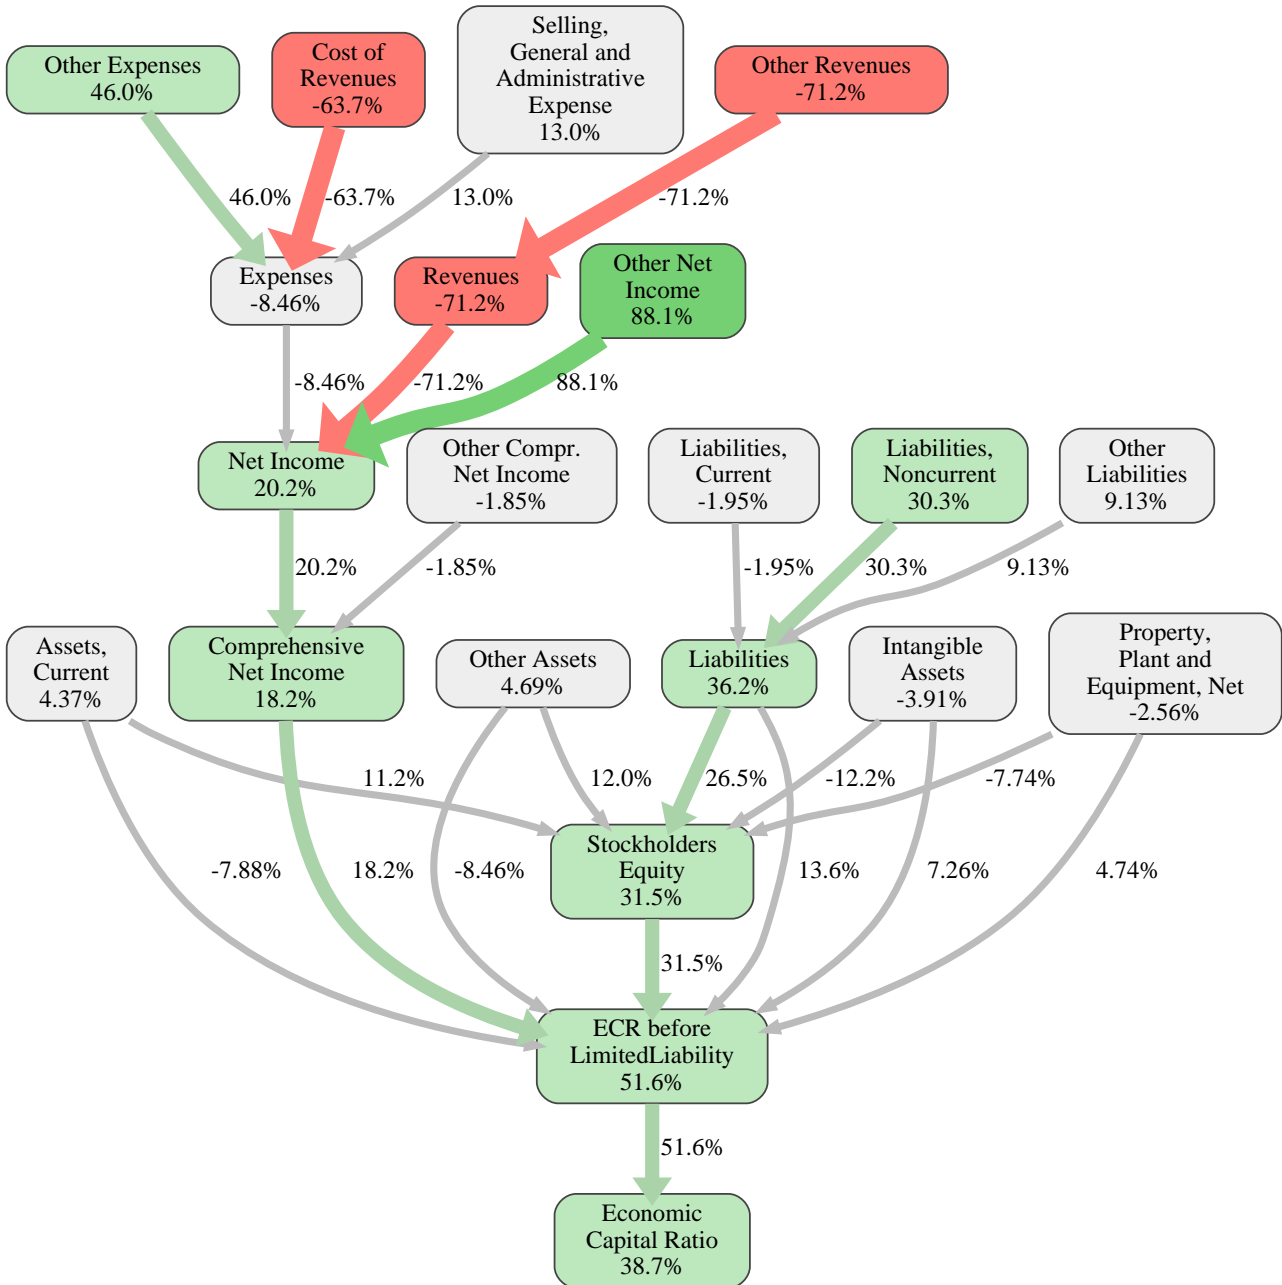 Other Expenses
46.0%
Cost of
Revenues
-63.7%
Selling,
General and
Administrative
Expense
13.0%
Other Revenues
-71.2%
46.0%
-63.7%
13.0%
-71.2%
Expenses
-8.46%
Revenues
-71.2%
Other Net
Income
88.1%
-8.46%
-71.2%
88.1%
Net Income
20.2%
Other Compr.
Net Income
-1.85%
Liabilities,
Current
-1.95%
Liabilities,
Noncurrent
30.3%
Other
Liabilities
9.13%
20.2%
-1.85%
-1.95%
30.3%
9.13%
Assets,
Current
4.37%
Comprehensive
Net Income
18.2%
Other Assets
4.69%
Liabilities
36.2%
Intangible
Assets
-3.91%
Property,
Plant and
Equipment, Net
-2.56%
11.2%
12.0%
26.5%
-12.2%
-7.74%
Stockholders
Equity
31.5%
-7.88%
18.2%
-8.46%
13.6%
7.26%
4.74%
31.5%
ECR before
LimitedLiability
51.6%
51.6%
Economic
Capital Ratio
38.7%